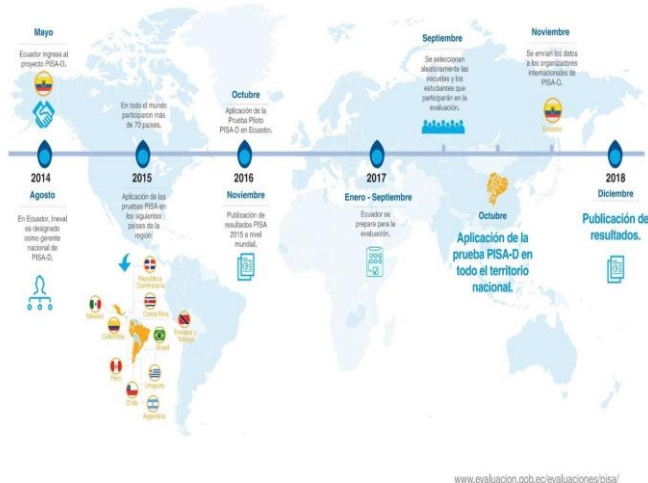 Mayo
Ecuador ingresa al
proyecto PISA-D.
2014
Agosto
En Ecuador, Ineval
es designado
como gerente
nacional de
PISA-D.
En todo el mundo
participaron más
de 70 países.
2015
Aplicación de las
pruebas PISA en
los siguientes
países de la
región:
República
Dominicana
México
Costa Rica
Colombia
Trinidad y
Tobago
Brasil
Perú
Uruguay
Chile
Argentina
Octubre
Aplicación de la
Prueba Piloto
PISA-D en Ecuador.
2016
Noviembre
Publicación de
resultados PISA
2015 a nivel
mundial.
2017
Enero - Septiembre
Ecuador se
prepara para la
evaluación.
Septiembre
Se seleccionan
aleatoriamente las
escuelas y los
estudiantes que
participarán en la
evaluación.
Octubre
Aplicación de la
prueba PISA-D en
todo el territorio
nacional.
Noviembre
Se envían los datos
a los organizadores
internacionales de
PISA-D.
Ecuador
2018
Diciembre
Publicación de
resultados.
www.evaluacion.gob.ec/evaluaciones/pisa/